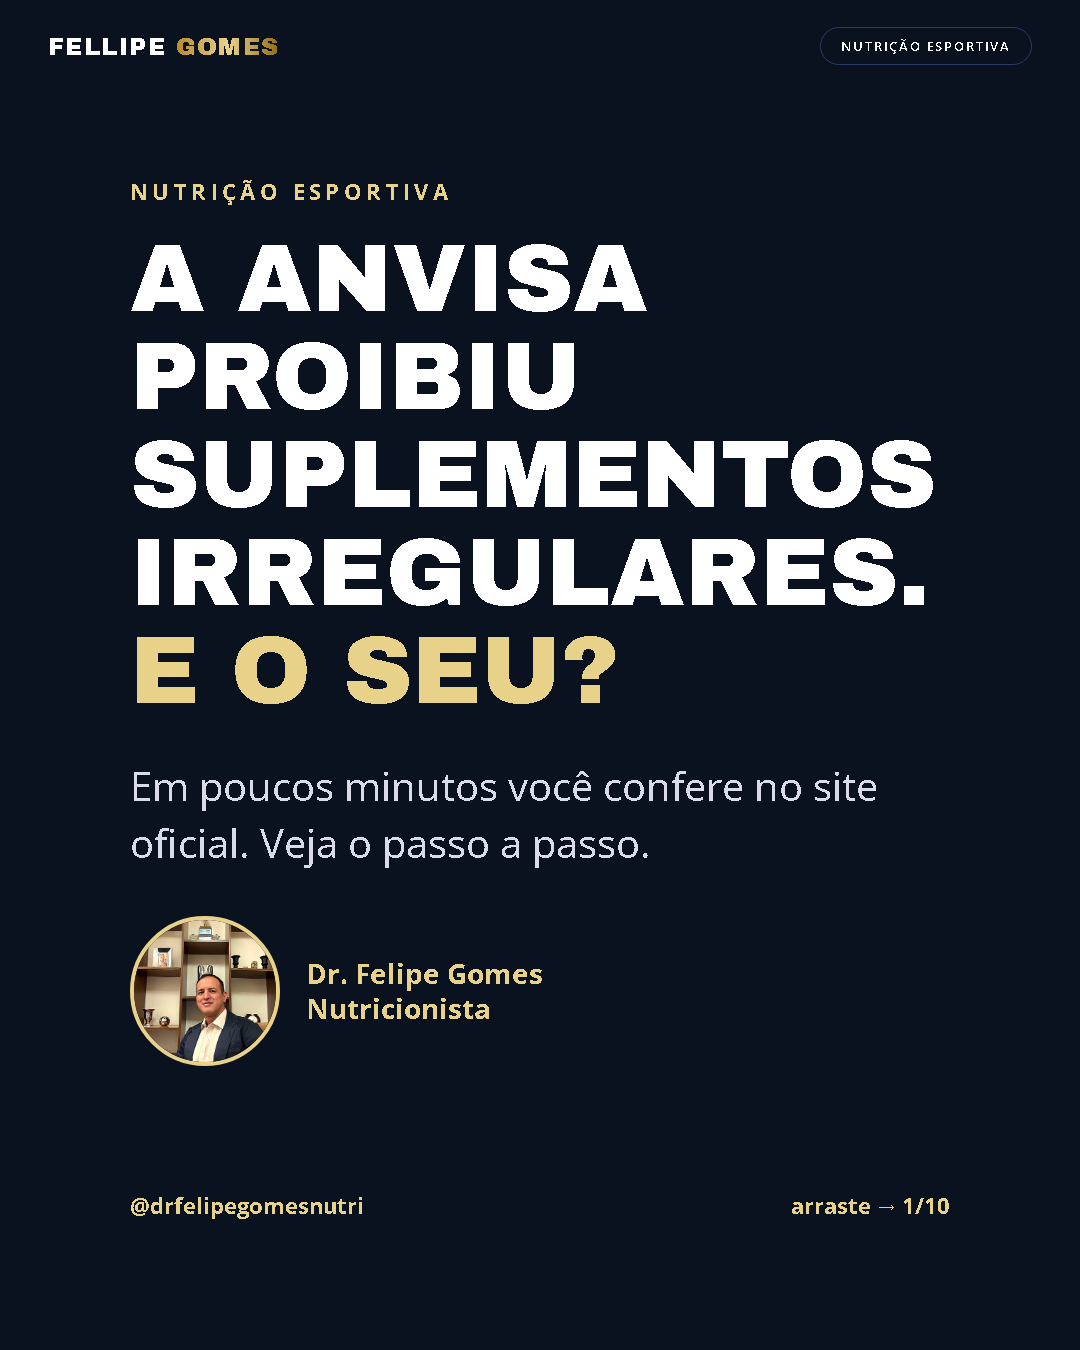 FELLIPE GOMES
NUTRIÇÃO ESPORTIVA
NUTRIÇÃO ESPORTIVA
A ANVISA
PROIBIU
SUPLEMENTOS
IRREGULARES.
E O SEU?
Em poucos minutos você confere no site
oficial. Veja o passo a passo.
Dr. Felipe Gomes
Nutricionista
@drfelipegomesnutri
arraste → 1/10